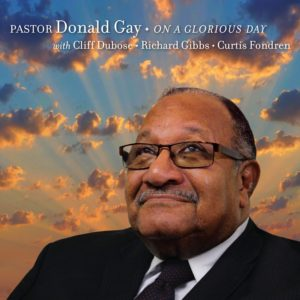 PASTOR Donald Gay • ON A GLORIOUS DAY
with Cliff Dubose • Richard Gibbs • Curtis Fondren